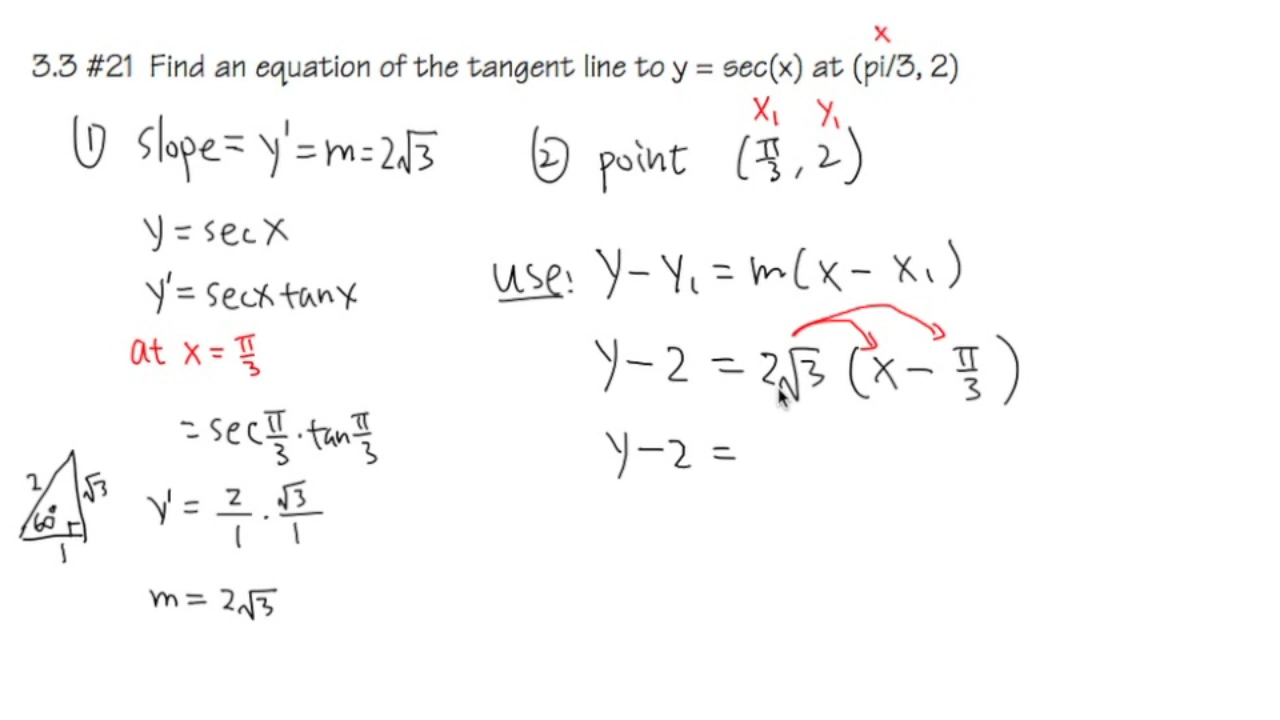 x
3.3 #21 Find an equation of the tangent line to y = sec(x) at (pi/3, 2)
① slope= y' = m = 2√3
y = sec x
y' = secx tanx
at x = π/3
= sec π/3 · tan π/3
2 √3 60° 1
y' = 2/1 · √3/1
m = 2√3
x₁ y₁
② point (π/3, 2)
use: y - y₁ = m(x - x₁)
y - 2 = 2√3 (x - π/3)
y - 2 =